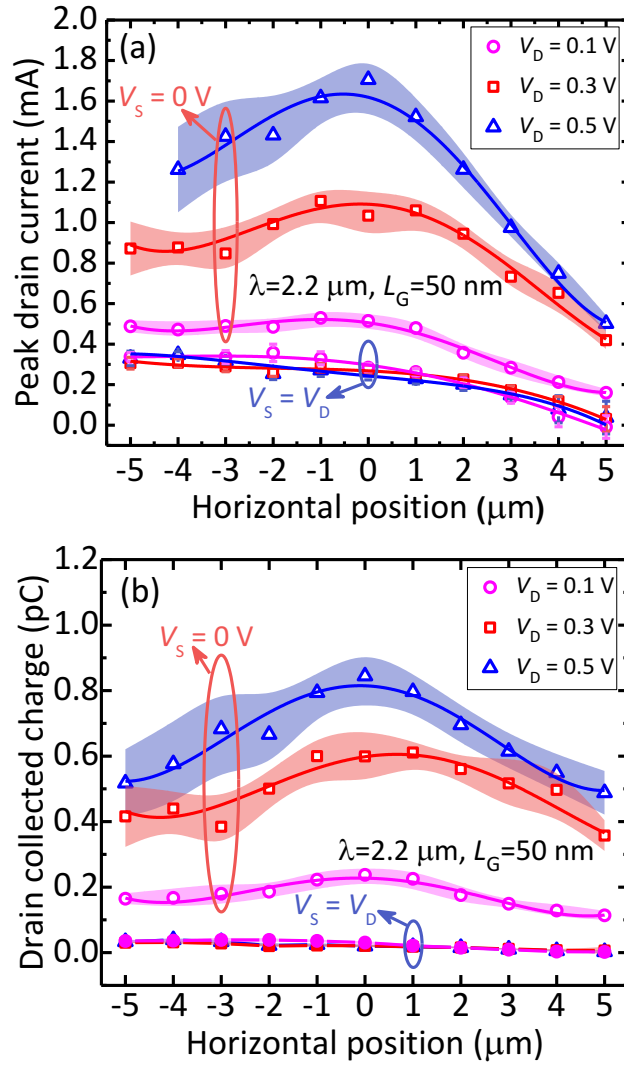 (a)
V_D = 0.1 V
V_D = 0.3 V
V_D = 0.5 V
V_S = 0 V
λ=2.2 μm, L_G=50 nm
V_S = V_D
Peak drain current (mA)
2.0
1.8
1.6
1.4
1.2
1.0
0.8
0.6
0.4
0.2
0.0
-5 -4 -3 -2 -1 0 1 2 3 4 5
Horizontal position (μm)
(b)
V_D = 0.1 V
V_D = 0.3 V
V_D = 0.5 V
V_S = 0 V
λ=2.2 μm, L_G=50 nm
V_S = V_D
Drain collected charge (pC)
1.2
1.0
0.8
0.6
0.4
0.2
0.0
-5 -4 -3 -2 -1 0 1 2 3 4 5
Horizontal position (μm)